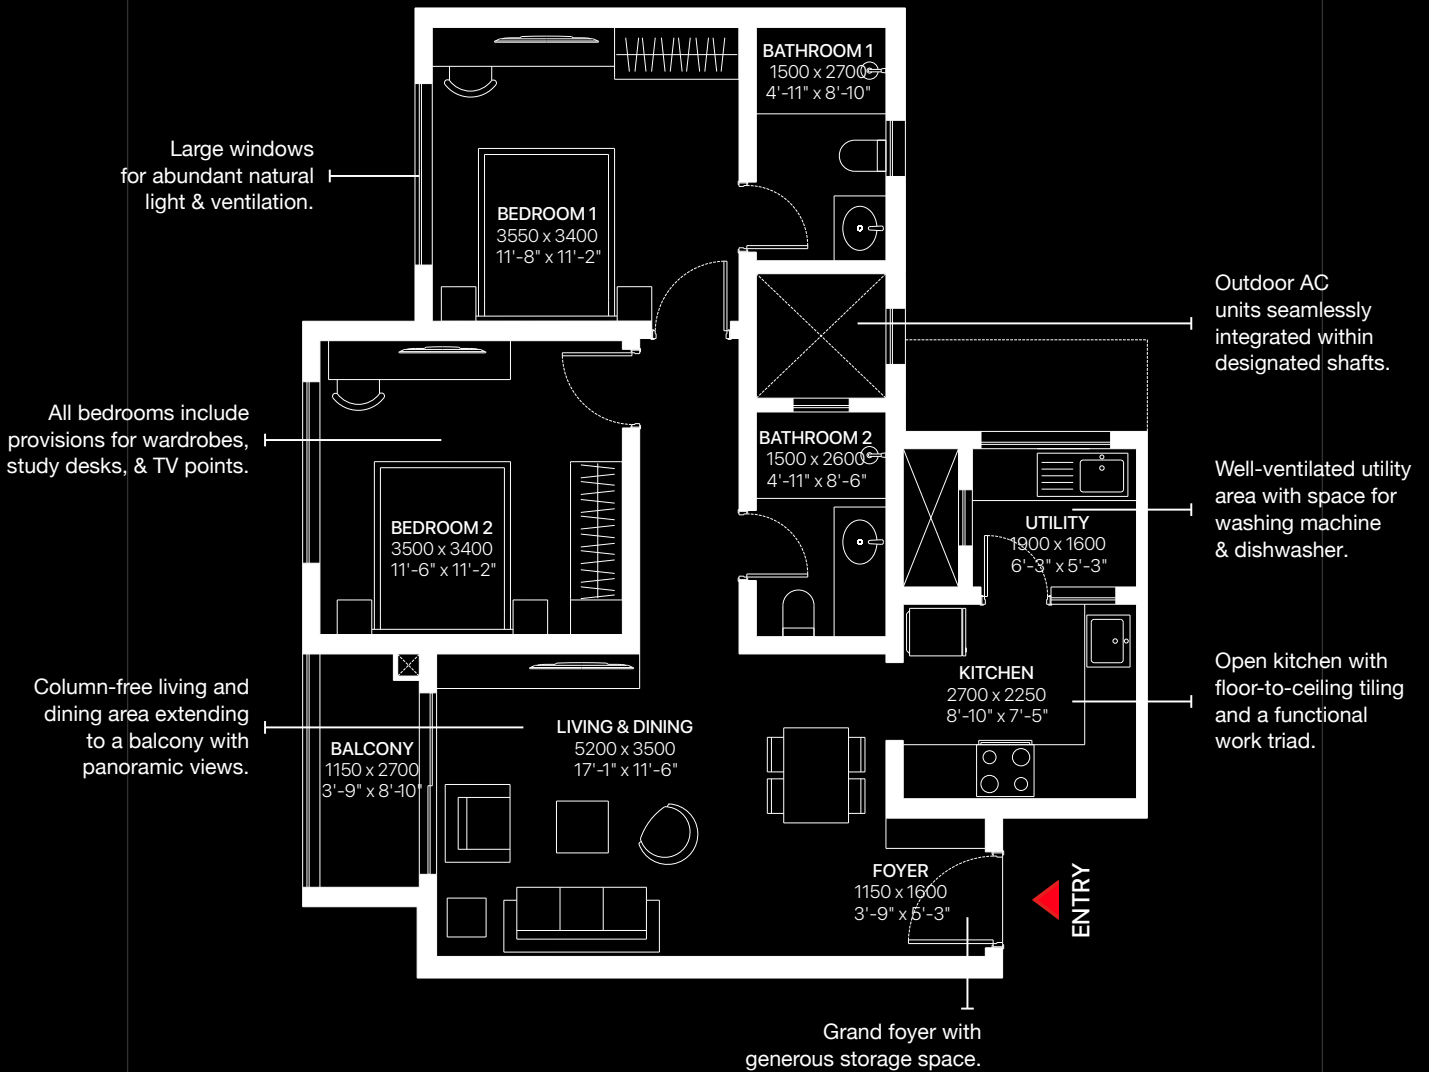 BATHROOM 1
1500 x 2700
4'-11" x 8'-10"
Large windows
for abundant natural
light & ventilation.
BEDROOM 1
3550 x 3400
11'-8" x 11'-2"
Outdoor AC
units seamlessly
integrated within
designated shafts.
All bedrooms include
provisions for wardrobes,
study desks, & TV points.
BATHROOM 2
1500 x 2600
4'-11" x 8'-6"
Well-ventilated utility
area with space for
washing machine
& dishwasher.
BEDROOM 2
3500 x 3400
11'-6" x 11'-2"
UTILITY
1900 x 1600
6'-3" x 5'-3"
Open kitchen with
floor-to-ceiling tiling
and a functional
work triad.
KITCHEN
2700 x 2250
8'-10" x 7'-5"
Column-free living and
dining area extending
to a balcony with
panoramic views.
BALCONY
1150 x 2700
3'-9" x 8'-10"
LIVING & DINING
5200 x 3500
17'-1" x 11'-6"
FOYER
1150 x 1600
3'-9" x 5'-3"
ENTRY
Grand foyer with
generous storage space.